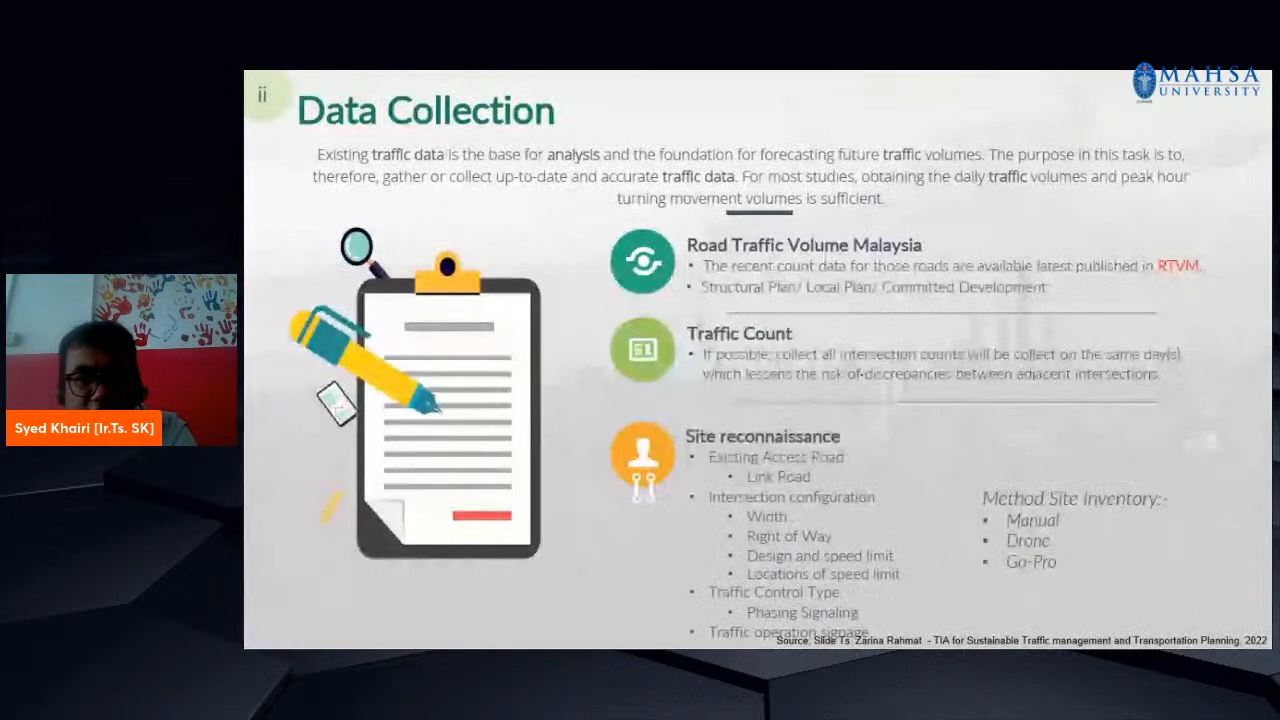 MAHSA
UNIVERSITY
ii
Data Collection
Existing traffic data is the base for analysis and the foundation for forecasting future traffic volumes. The purpose in this task is to,
therefore, gather or collect up-to-date and accurate traffic data. For most studies, obtaining the daily traffic volumes and peak hour
turning movement volumes is sufficient.
Road Traffic Volume Malaysia
• The recent count data for those roads are available latest published in RTVM.
• Structural Plan/ Local Plan/ Committed Development
Traffic Count
• If possible, collect all intersection counts will be collect on the same day(s)
which lessens the risk of discrepancies between adjacent intersections.
Site reconnaissance
• Existing Access Road
• Link Road
• Intersection configuration
• Width
• Right of Way
• Design and speed limit
• Locations of speed limit
• Traffic Control Type
• Phasing Signaling
• Traffic operation signage
Method Site Inventory:-
• Manual
• Drone
• Go-Pro
Source; Slide Ts. Zarina Rahmat - TIA for Sustainable Traffic management and Transportation Planning, 2022
Syed Khairi [Ir.Ts. SK]